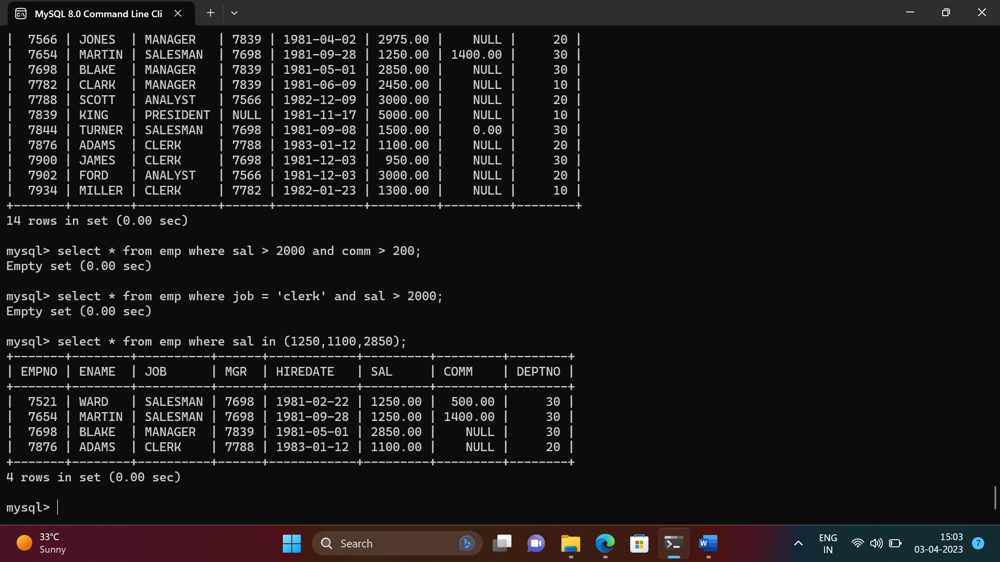 MySQL 8.0 Command Line Cli
|  7566 | JONES  | MANAGER   | 7839 | 1981-04-02 | 2975.00 |    NULL |     20 |
|  7654 | MARTIN | SALESMAN  | 7698 | 1981-09-28 | 1250.00 | 1400.00 |     30 |
|  7698 | BLAKE  | MANAGER   | 7839 | 1981-05-01 | 2850.00 |    NULL |     30 |
|  7782 | CLARK  | MANAGER   | 7839 | 1981-06-09 | 2450.00 |    NULL |     10 |
|  7788 | SCOTT  | ANALYST   | 7566 | 1982-12-09 | 3000.00 |    NULL |     20 |
|  7839 | KING   | PRESIDENT | NULL | 1981-11-17 | 5000.00 |    NULL |     10 |
|  7844 | TURNER | SALESMAN  | 7698 | 1981-09-08 | 1500.00 |    0.00 |     30 |
|  7876 | ADAMS  | CLERK     | 7788 | 1983-01-12 | 1100.00 |    NULL |     20 |
|  7900 | JAMES  | CLERK     | 7698 | 1981-12-03 |  950.00 |    NULL |     30 |
|  7902 | FORD   | ANALYST   | 7566 | 1981-12-03 | 3000.00 |    NULL |     20 |
|  7934 | MILLER | CLERK     | 7782 | 1982-01-23 | 1300.00 |    NULL |     10 |
+-------+--------+-----------+------+------------+---------+---------+--------+
14 rows in set (0.00 sec)
mysql> select * from emp where sal > 2000 and comm > 200;
Empty set (0.00 sec)
mysql> select * from emp where job = 'clerk' and sal > 2000;
Empty set (0.00 sec)
mysql> select * from emp where sal in (1250,1100,2850);
+-------+--------+----------+------+------------+---------+---------+--------+
| EMPNO | ENAME  | JOB      | MGR  | HIREDATE   | SAL     | COMM    | DEPTNO |
+-------+--------+----------+------+------------+---------+---------+--------+
|  7521 | WARD   | SALESMAN | 7698 | 1981-02-22 | 1250.00 |  500.00 |     30 |
|  7654 | MARTIN | SALESMAN | 7698 | 1981-09-28 | 1250.00 | 1400.00 |     30 |
|  7698 | BLAKE  | MANAGER  | 7839 | 1981-05-01 | 2850.00 |    NULL |     30 |
|  7876 | ADAMS  | CLERK    | 7788 | 1983-01-12 | 1100.00 |    NULL |     20 |
+-------+--------+----------+------+------------+---------+---------+--------+
4 rows in set (0.00 sec)
mysql>
33°C
Sunny
Search
W
ENG
IN
15:03
03-04-2023
7